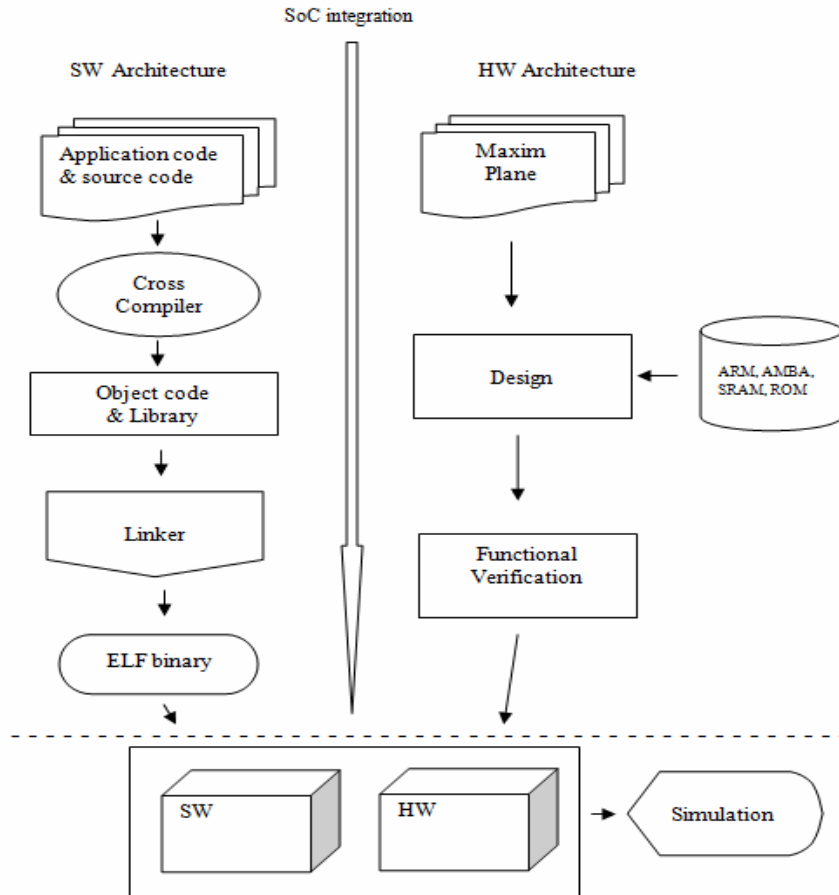 SoC integration
SW Architecture
HW Architecture
Application code
& source code
Maxim
Plane
Cross
Compiler
Design
ARM, AMBA,
SRAM, ROM
Object code
& Library
Linker
Functional
Verification
ELF binary
SW
HW
Simulation